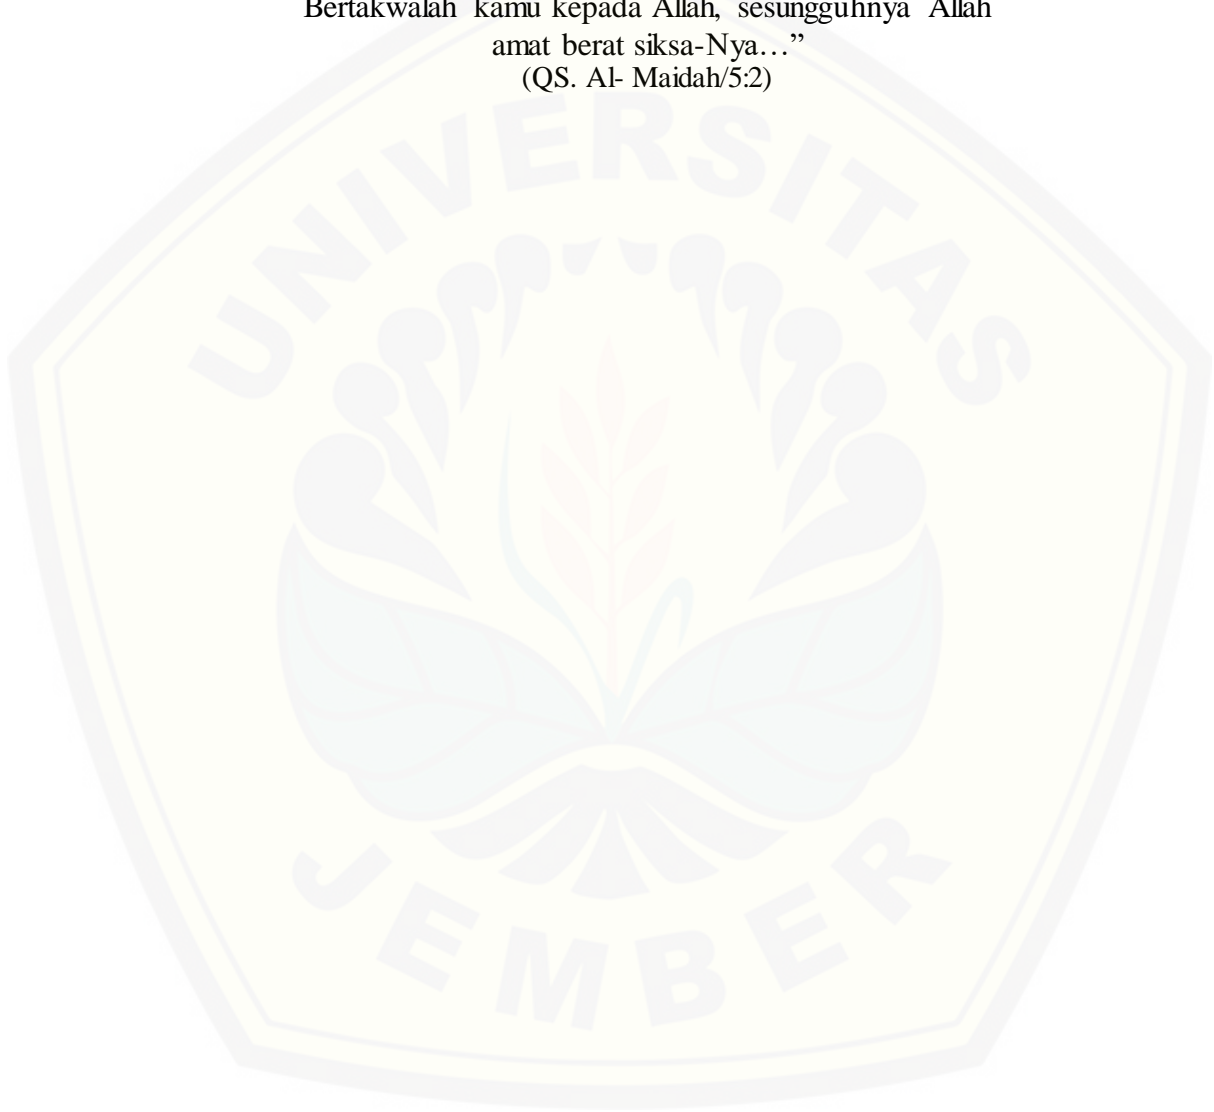 Bertakwalah kamu kepada Allah, sesungguhnya Allah
amat berat siksa-Nya…”
(QS. Al- Maidah/5:2)
UNIVERSITAS
JEMBER